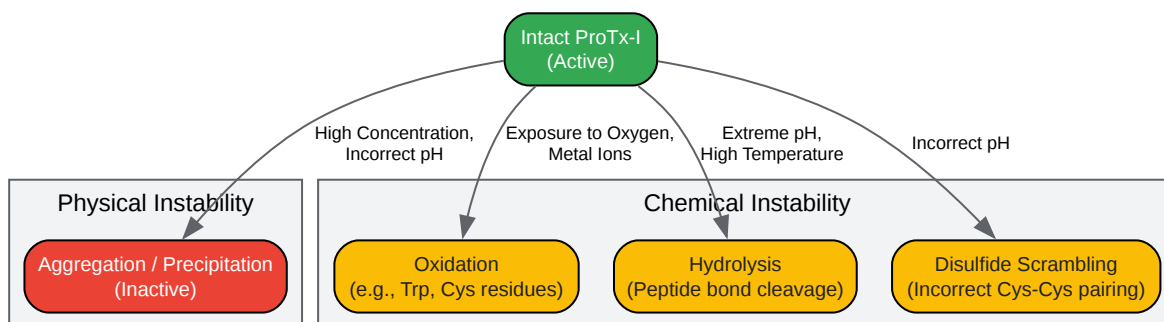 Intact ProTx-I
(Active)
High Concentration,
Incorrect pH
Exposure to Oxygen,
Metal Ions
Extreme pH,
High Temperature
Incorrect pH
Physical Instability
Chemical Instability
Aggregation / Precipitation
(Inactive)
Oxidation
(e.g., Trp, Cys residues)
Hydrolysis
(Peptide bond cleavage)
Disulfide Scrambling
(Incorrect Cys-Cys pairing)